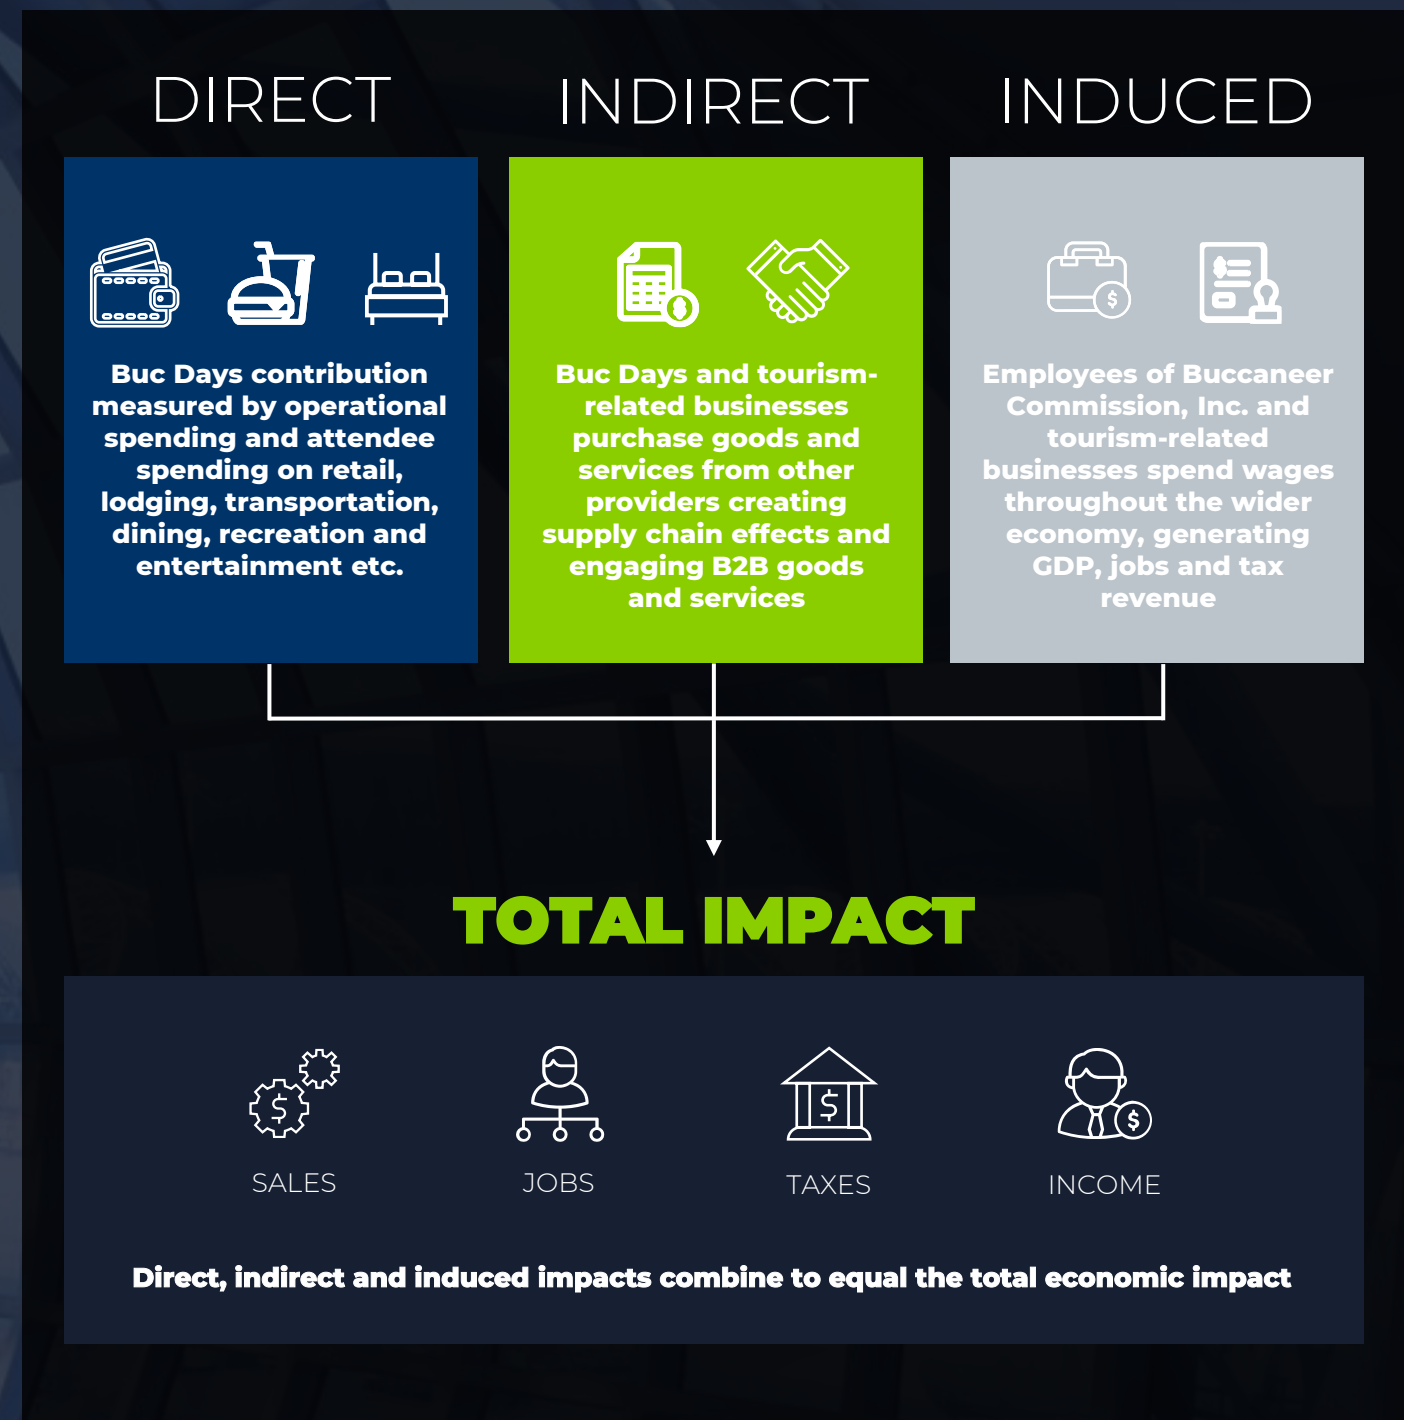 DIRECT
Buc Days contribution
measured by operational
spending and attendee
spending on retail,
lodging, transportation,
dining, recreation and
entertainment etc.
INDIRECT
Buc Days and tourism-
related businesses
purchase goods and
services from other
providers creating
supply chain effects and
engaging B2B goods
and services
INDUCED
Employees of Buccaneer
Commission, Inc. and
tourism-related
businesses spend wages
throughout the wider
economy, generating
GDP, jobs and tax
revenue
TOTAL IMPACT
SALES
JOBS
TAXES
INCOME
Direct, indirect and induced impacts combine to equal the total economic impact